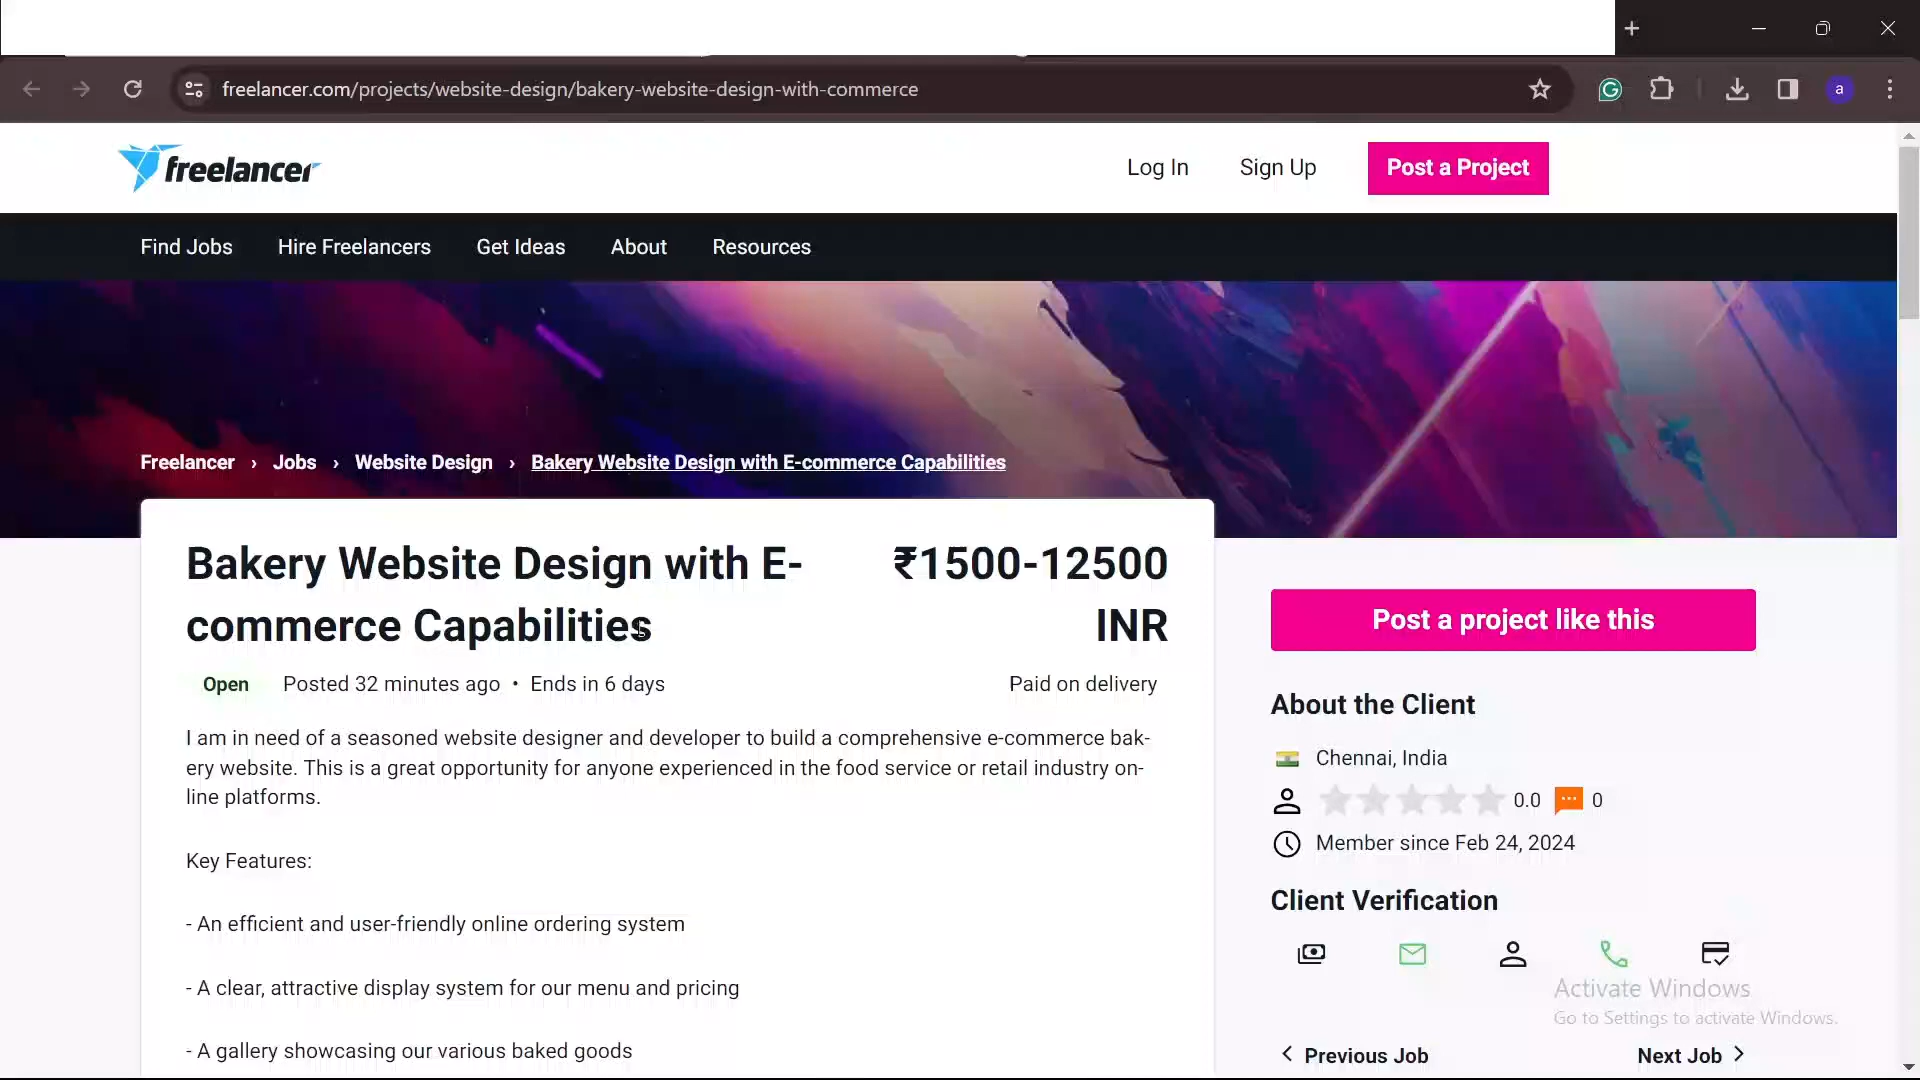 freelancer.com/projects/website-design/bakery-website-design-with-commerce
a
freelancer
Log In
Sign Up
Post a Project
Find Jobs
Hire Freelancers
Get Ideas
About
Resources
Freelancer › Jobs › Website Design › Bakery Website Design with E-commerce Capabilities
Bakery Website Design with E-
commerce Capabilities
₹1500-12500
INR
Open
Posted 32 minutes ago • Ends in 6 days
Paid on delivery
I am in need of a seasoned website designer and developer to build a comprehensive e-commerce bak-
ery website. This is a great opportunity for anyone experienced in the food service or retail industry on-
line platforms.
Key Features:
- An efficient and user-friendly online ordering system
- A clear, attractive display system for our menu and pricing
- A gallery showcasing our various baked goods
Post a project like this
About the Client
Chennai, India
0.0
0
Member since Feb 24, 2024
Client Verification
Activate Windows
Go to Settings to activate Windows.
Previous Job
Next Job